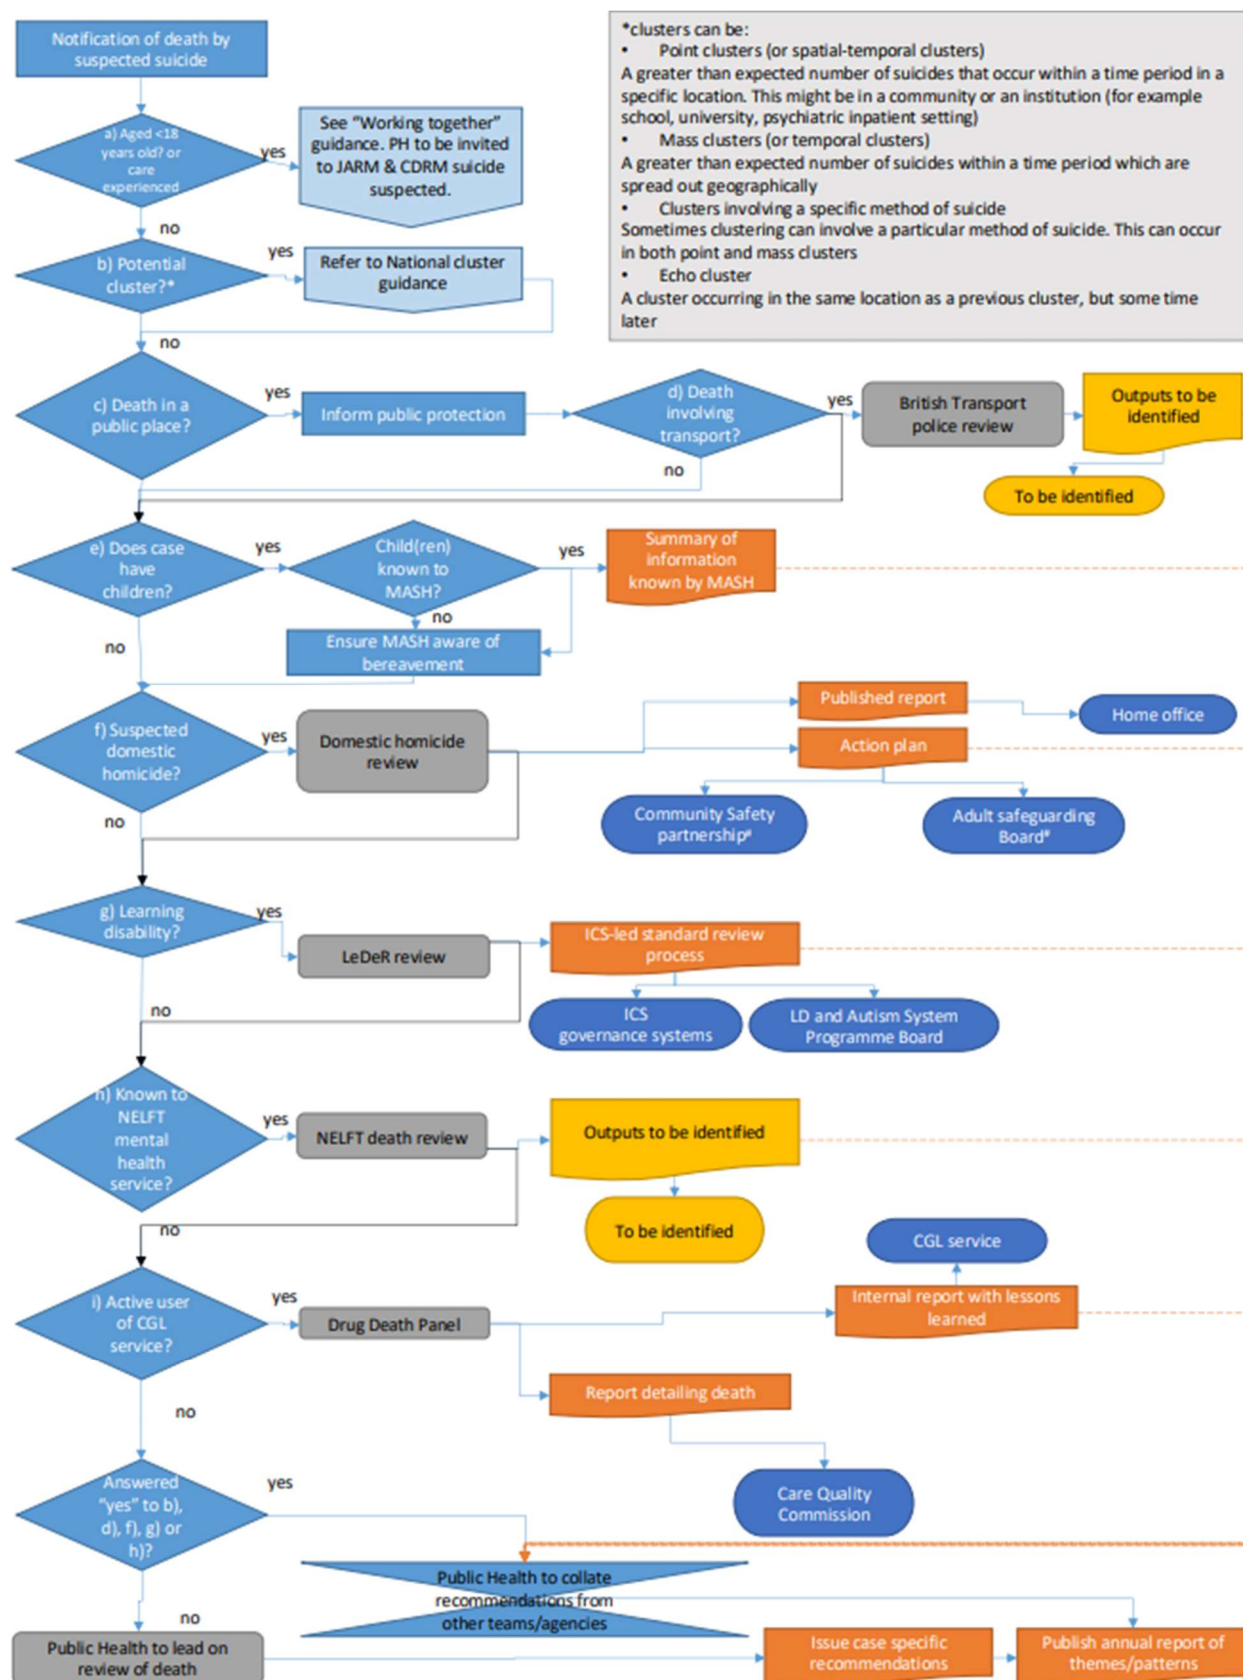 Notification of death by
suspected suicide
*clusters can be:
• Point clusters (or spatial-temporal clusters)
A greater than expected number of suicides that occur within a time period in a
specific location. This might be in a community or an institution (for example
school, university, psychiatric inpatient setting)
• Mass clusters (or temporal clusters)
A greater than expected number of suicides within a time period which are
spread out geographically
• Clusters involving a specific method of suicide
Sometimes clustering can involve a particular method of suicide. This can occur
in both point and mass clusters
• Echo cluster
A cluster occurring in the same location as a previous cluster, but some time
later
a) Aged <18
years old? or
care
experienced
yes
See “Working together”
guidance. PH to be invited
to JARM & CDRM suicide
suspected.
no
b) Potential
cluster?*
yes
Refer to National cluster
guidance
no
c) Death in a
public place?
yes
Inform public protection
d) Death
involving
transport?
yes
British Transport
police review
Outputs to be
identified
no
To be identified
e) Does case
have
children?
yes
Child(ren)
known to
MASH?
yes
Summary of
information
known by MASH
no
no
Ensure MASH aware of
bereavement
f) Suspected
domestic
homicide?
yes
Domestic homicide
review
Published report
Home office
Action plan
no
Community Safety
partnership#
Adult safeguarding
Board#
g) Learning
disability?
yes
LeDeR review
ICS-led standard review
process
no
ICS
governance systems
LD and Autism System
Programme Board
h) Known to
NELFT
mental
health
service?
yes
NELFT death review
Outputs to be identified
no
To be identified
CGL service
i) Active user
of CGL
service?
yes
Drug Death Panel
Internal report with lessons
learned
Report detailing death
no
Care Quality
Commission
Answered
“yes” to b),
d), f), g) or
h)?
yes
Public Health to collate
recommendations from
other teams/agencies
no
Public Health to lead on
review of death
Issue case specific
recommendations
Publish annual report of
themes/patterns